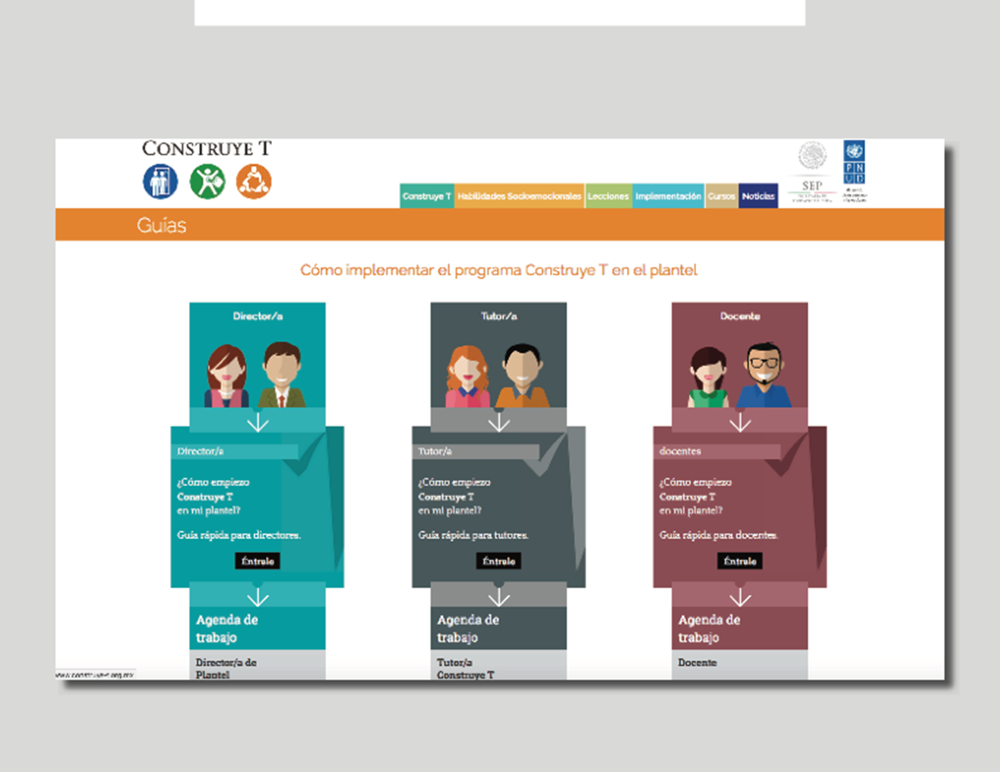 CONSTRUYE T
Construye T Habilidades Socioemocionales Lecciones Implementación Cursos Noticias
SEP
PNUD
Guías
Cómo implementar el programa Construye T en el plantel
Director/a
Tutor/a
Docente
Director/a
¿Cómo empiezo
Construye T
en mi plantel?
Guía rápida para directores.
Éntrale
Tutor/a
¿Cómo empiezo
Construye T
en mi plantel?
Guía rápida para tutores.
Éntrale
docentes
¿Cómo empiezo
Construye T
en mi plantel?
Guía rápida para docentes.
Éntrale
Agenda de
trabajo
Director/a de
Plantel
Agenda de
trabajo
Tutor/a
Construye T
Agenda de
trabajo
Docente